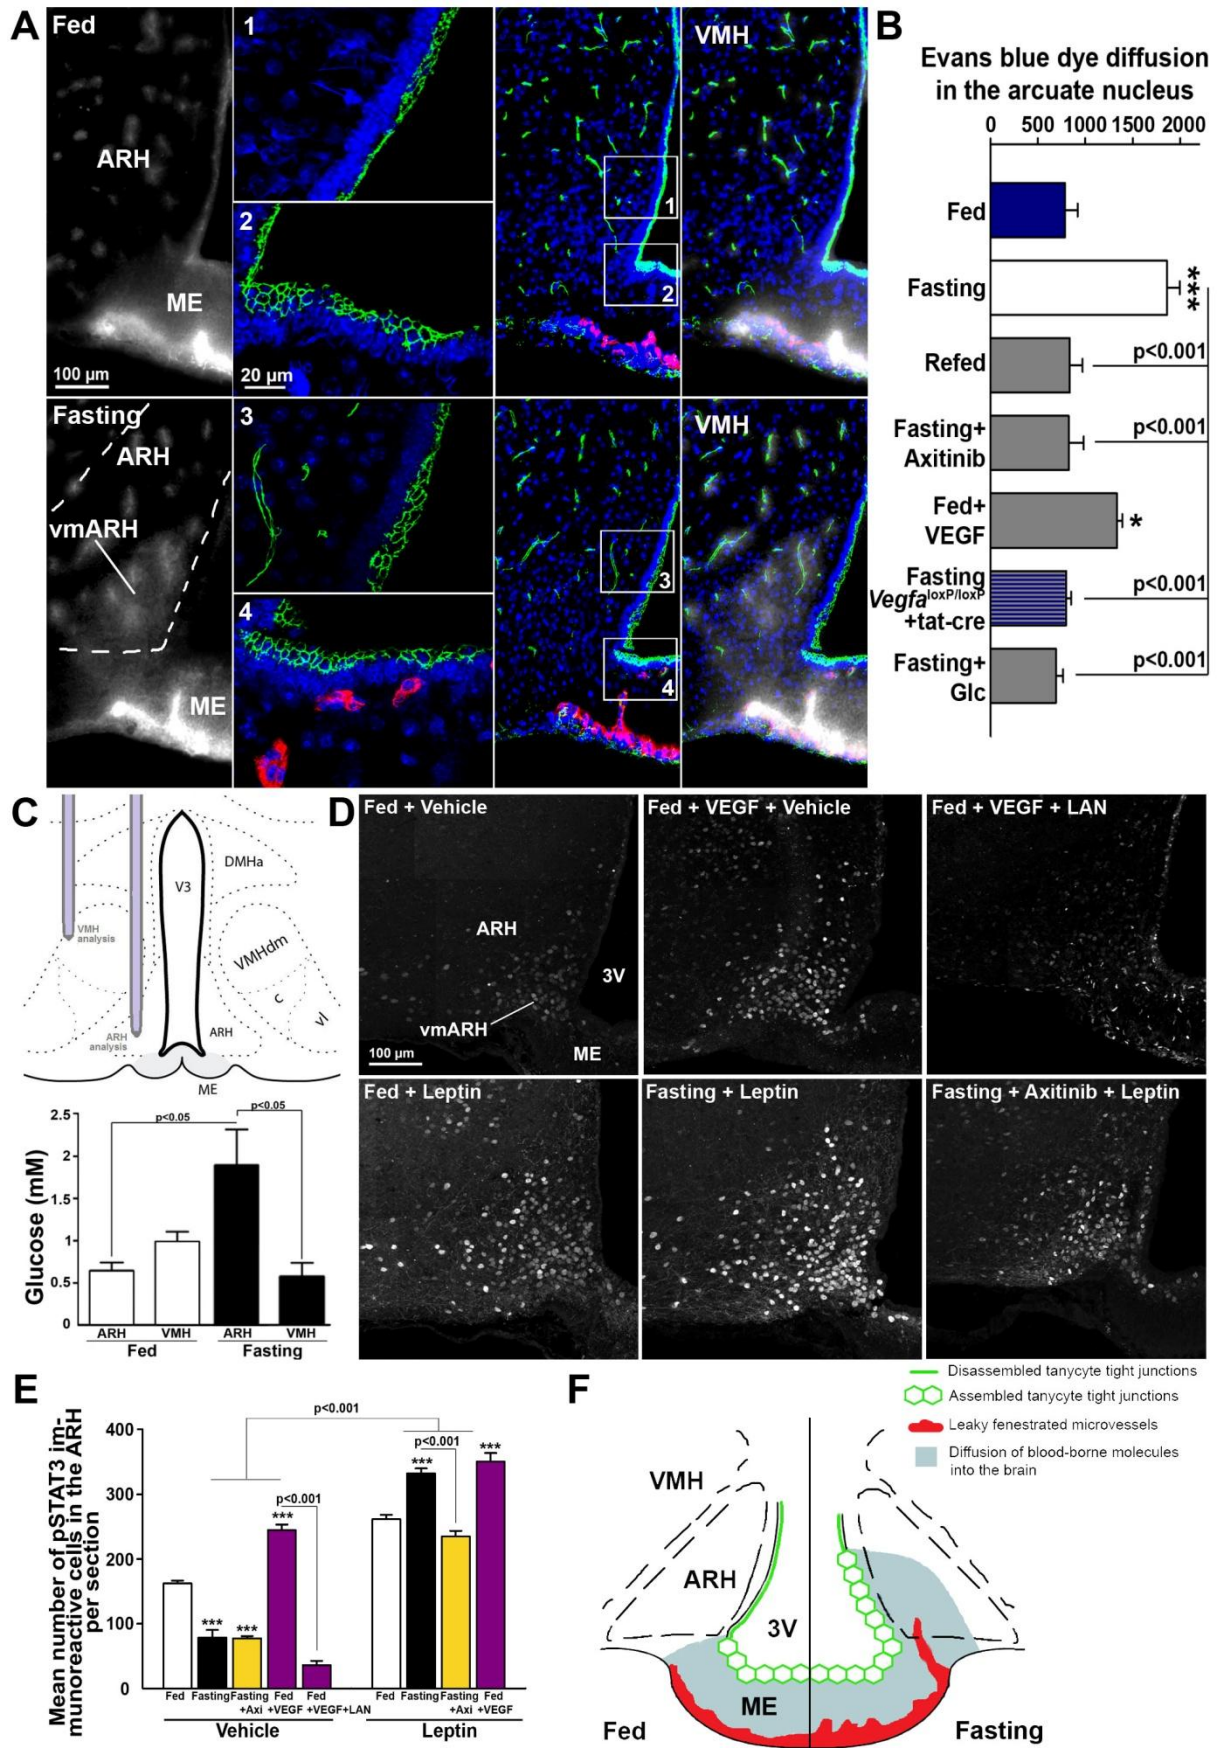 A
Fed
ARH
ME
100 µm
1
2
20 µm
1
2
VMH
Fasting
ARH
vmARH
ME
3
4
3
4
VMH
B
Evans blue dye diffusion
in the arcuate nucleus
0 500 1000 1500 2000
Fed
Fasting
***
Refed
p<0.001
Fasting+
Axitinib
p<0.001
Fed+
VEGF
*
Fasting
Vegfa^loxP/loxP
+tat-cre
p<0.001
Fasting+
Glc
p<0.001
C
DMHa
V3
VMH
analysis
VMHdm
c
vl
ARH
ARH
analysis
ME
p<0.05
p<0.05
Glucose (mM)
2.5
2
1.5
1
0.5
0
ARH VMH ARH VMH
Fed Fasting
D
Fed + Vehicle
ARH
3V
vmARH
100 µm
ME
Fed + VEGF + Vehicle
Fed + VEGF + LAN
Fed + Leptin
Fasting + Leptin
Fasting + Axitinib + Leptin
E
Mean number of pSTAT3 im-
munoreactive cells in the ARH
per section
400
300
200
100
0
p<0.001
p<0.001
p<0.001
*** *** *** *** ***
Fed Fasting Fasting +Axi Fed +VEGF Fed +VEGF+LAN
Vehicle
Fed Fasting Fasting +Axi Fed +VEGF
Leptin
F
Disassembled tanycyte tight junctions
Assembled tanycyte tight junctions
Leaky fenestrated microvessels
Diffusion of blood-borne molecules
into the brain
VMH
ARH
3V
ME
Fed
Fasting